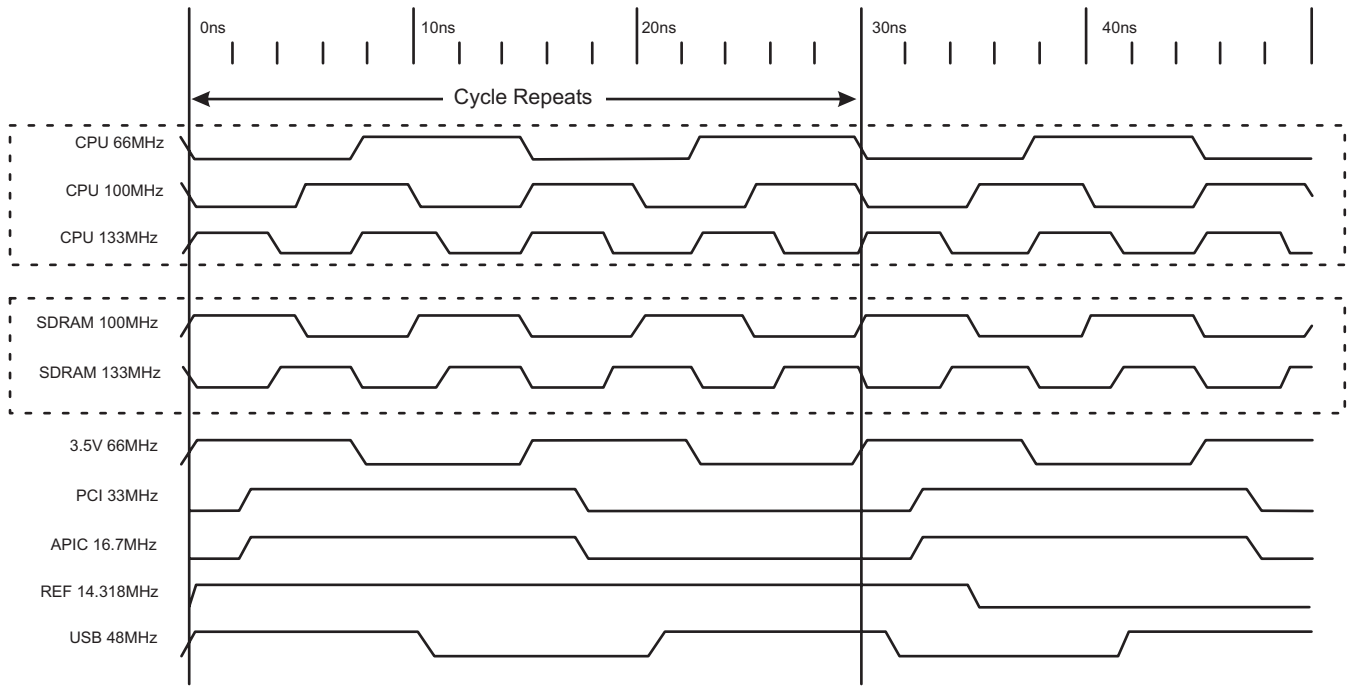 0ns
10ns
20ns
30ns
40ns
Cycle Repeats
CPU 66MHz
CPU 100MHz
CPU 133MHz
SDRAM 100MHz
SDRAM 133MHz
3.5V 66MHz
PCI 33MHz
APIC 16.7MHz
REF 14.318MHz
USB 48MHz